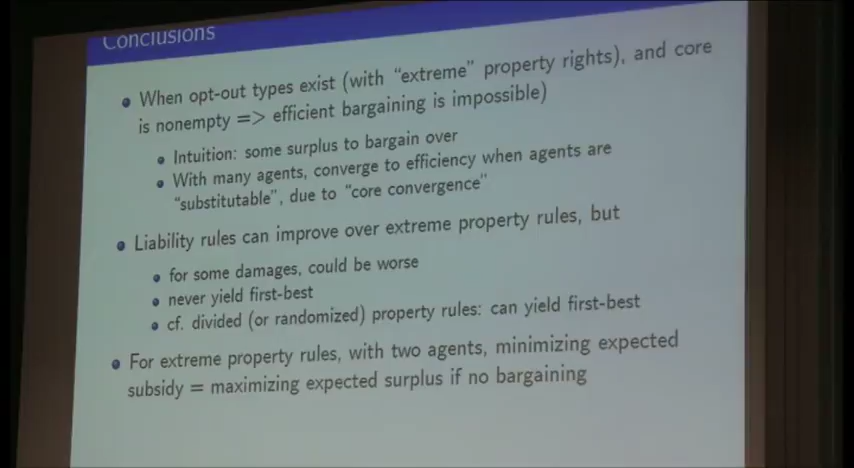 Conclusions
When opt-out types exist (with "extreme" property rights), and core
is nonempty => efficient bargaining is impossible)
Intuition: some surplus to bargain over
With many agents, converge to efficiency when agents are
"substitutable", due to "core convergence"
Liability rules can improve over extreme property rules, but
for some damages, could be worse
never yield first-best
cf. divided (or randomized) property rules: can yield first-best
For extreme property rules, with two agents, minimizing expected
subsidy = maximizing expected surplus if no bargaining